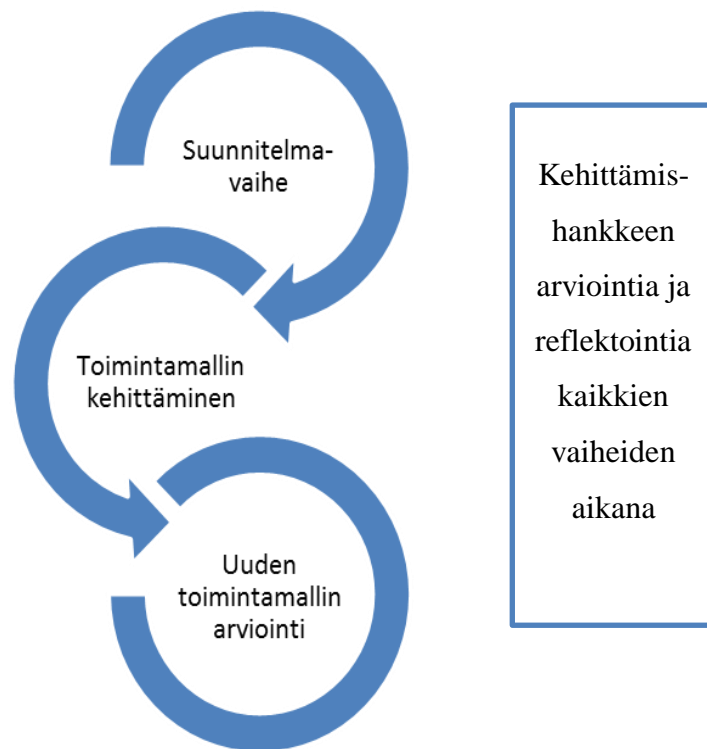 Suunnitelma-
vaihe
Toimintamallin
kehittäminen
Uuden
toimintamallin
arviointi
Kehittämis-
hankkeen
arviointia ja
reflektointia
kaikkien
vaiheiden
aikana